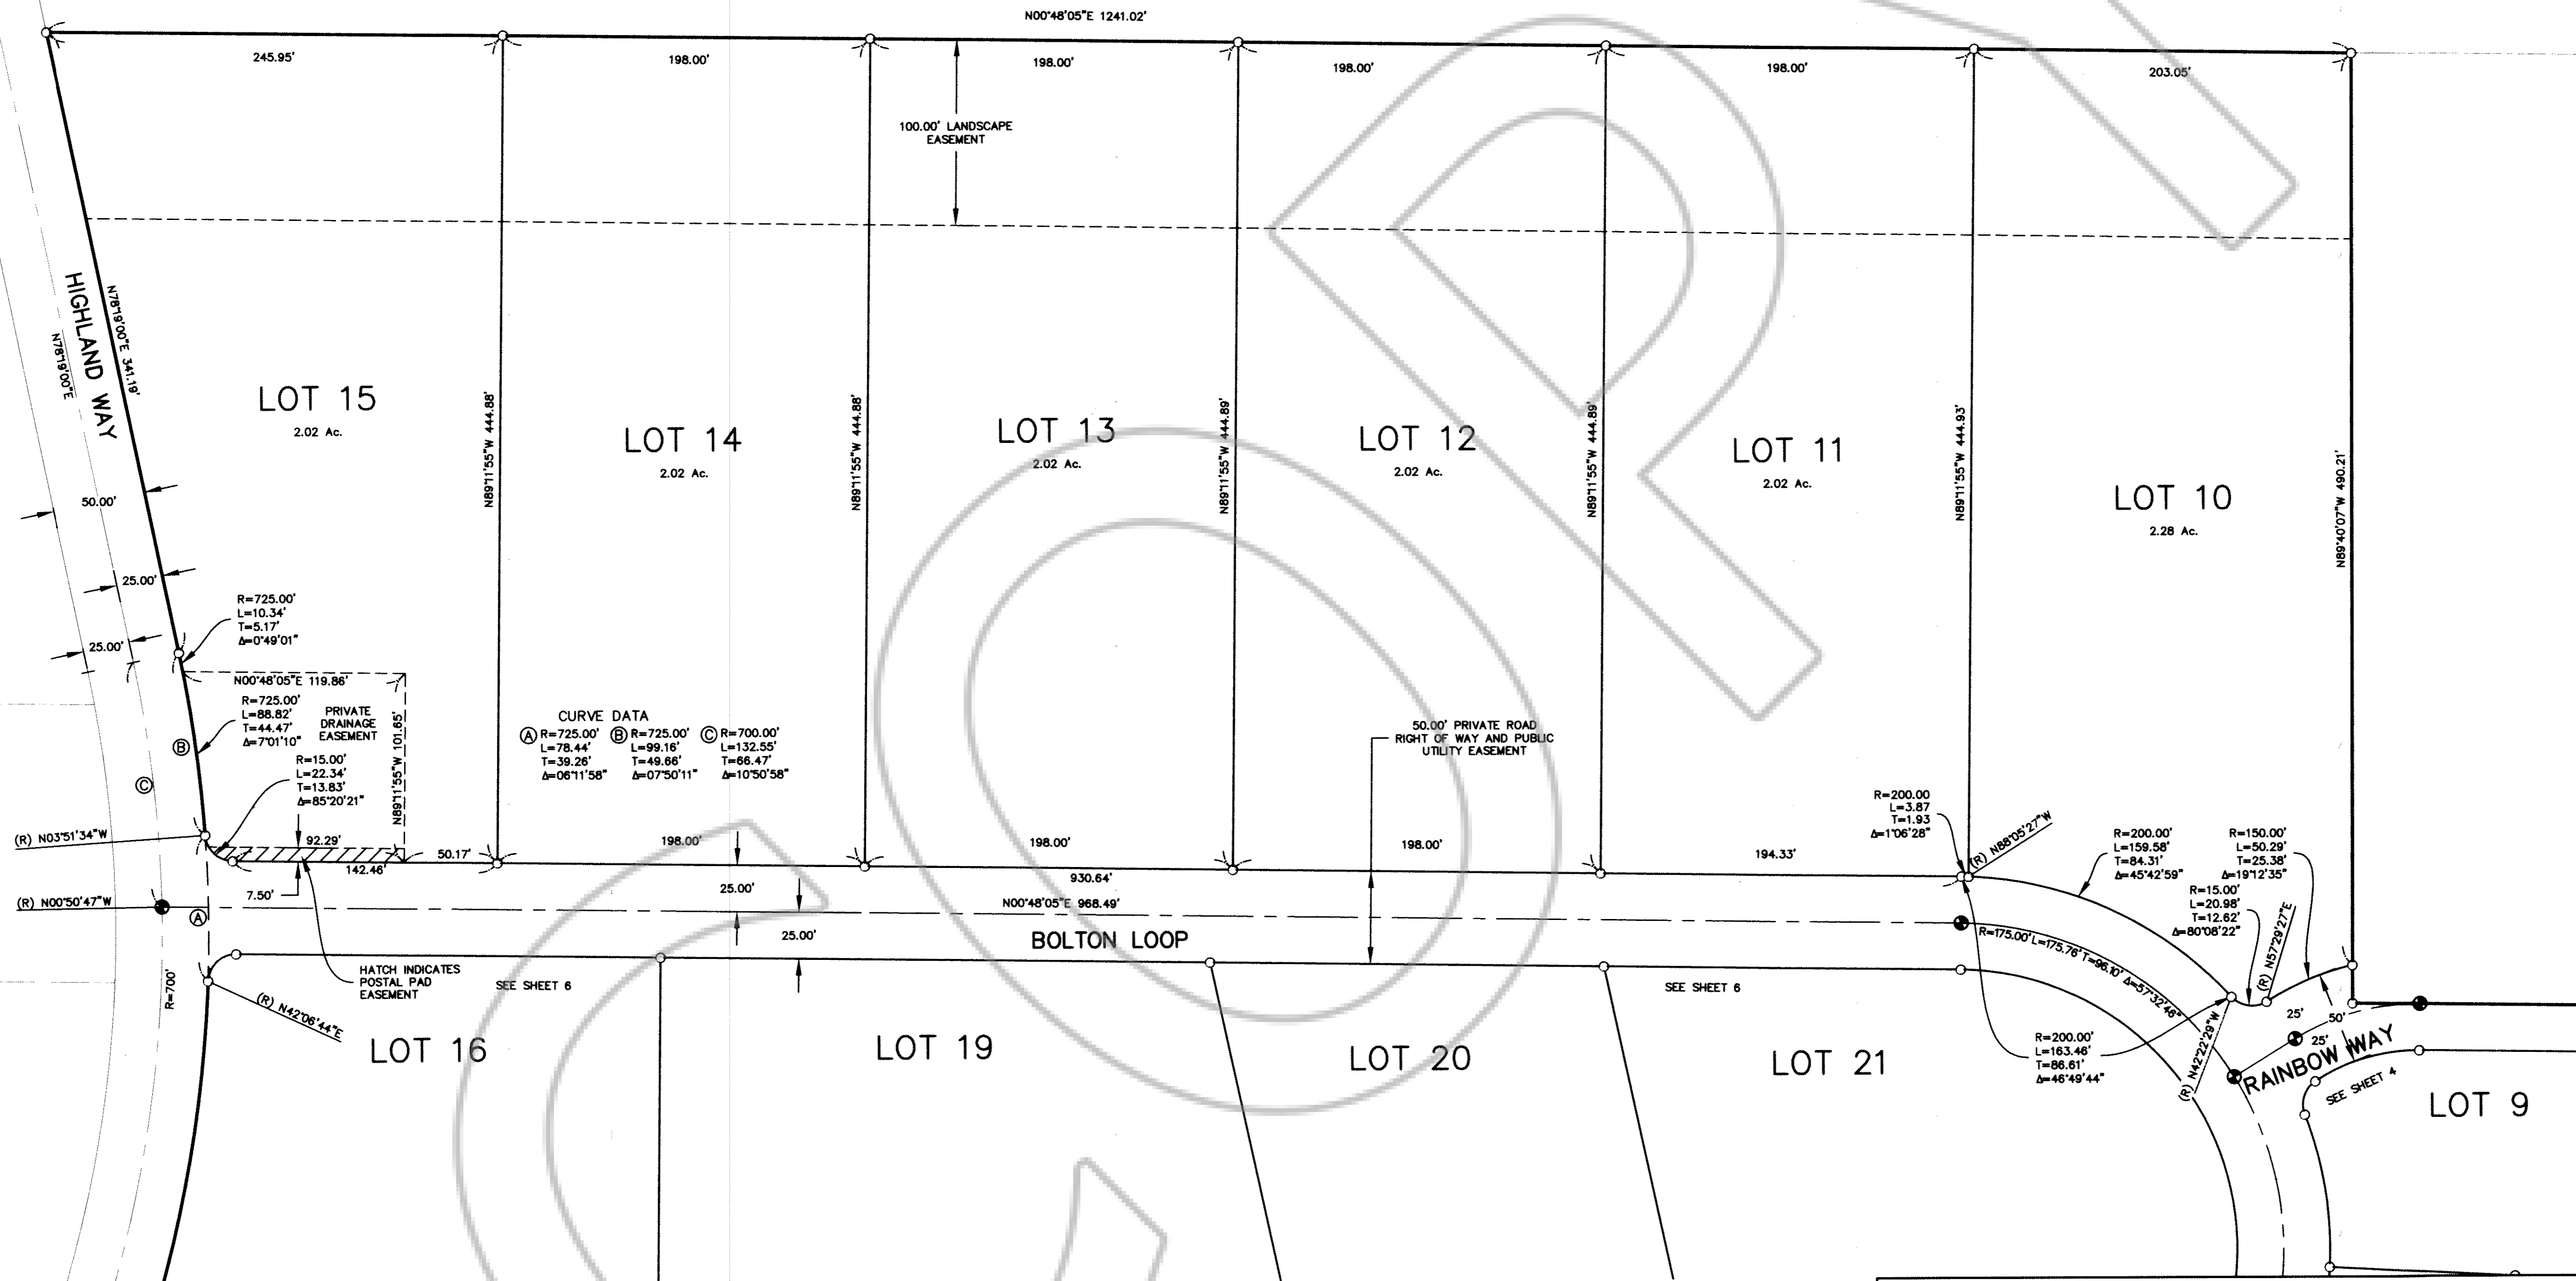 N00°48'05"E 1241.02'
245.95'
198.00'
198.00'
198.00'
198.00'
203.05'
100.00' LANDSCAPE
EASEMENT
HIGHLAND WAY
N78°19'00"E 341.19'
N78°19'00"E
LOT 15
2.02 Ac.
N89°11'55"W 444.88'
LOT 14
2.02 Ac.
N89°11'55"W 444.88'
LOT 13
2.02 Ac.
N89°11'55"W 444.89'
LOT 12
2.02 Ac.
N89°11'55"W 444.89'
LOT 11
2.02 Ac.
N89°11'55"W 444.93'
LOT 10
2.28 Ac.
N89°40'07"W 490.21'
50.00'
25.00'
25.00'
R=725.00'
L=10.34'
T=5.17'
Δ=0°49'01"
N00°48'05"E 119.86'
R=725.00'
L=88.82'
T=44.47'
Δ=7°01'10"
PRIVATE
DRAINAGE
EASEMENT
N89°11'55"W 101.65'
B
C
R=15.00'
L=22.34'
T=13.83'
Δ=85°20'21"
CURVE DATA
A R=725.00'
L=78.44'
T=39.26'
Δ=06°11'58"
B R=725.00'
L=99.16'
T=49.66'
Δ=07°50'11"
C R=700.00'
L=132.55'
T=66.47'
Δ=10°50'58"
50.00' PRIVATE ROAD
RIGHT OF WAY AND PUBLIC
UTILITY EASEMENT
(R) N03°51'34"W
92.29'
142.46'
50.17'
198.00'
198.00'
198.00'
194.33'
930.64'
R=200.00
L=3.87
T=1.93
Δ=1°06'28"
(R) N88°05'27"W
R=200.00'
L=159.58'
T=84.31'
Δ=45°42'59"
R=150.00'
L=50.29'
T=25.38'
Δ=19°12'35"
R=15.00'
L=20.98'
T=12.62'
Δ=80°08'22"
(R) N57°29'27"E
(R) N00°50'47"W
7.50'
A
25.00'
25.00'
N00°48'05"E 968.49'
BOLTON LOOP
R=175.00' L=175.76' T=96.10' Δ=57°32'46"
R=700'
HATCH INDICATES
POSTAL PAD
EASEMENT
SEE SHEET 6
SEE SHEET 6
(R) N42°06'44"E
LOT 16
LOT 19
LOT 20
LOT 21
R=200.00'
L=163.46'
T=86.61'
Δ=46°49'44"
(R) N42°22'29"W
25'
50'
25'
RAINBOW WAY
SEE SHEET 4
LOT 9